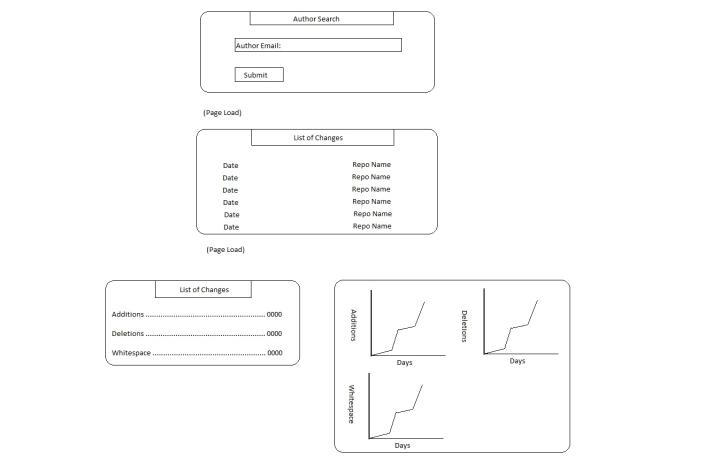 Author Search
Author Email:
Submit
(Page Load)
List of Changes
Date Repo Name
Date Repo Name
Date Repo Name
Date Repo Name
Date Repo Name
Date Repo Name
(Page Load)
List of Changes
Additions ........................................................ 0000
Deletions ........................................................ 0000
Whitespace ..................................................... 0000
Additions
Days
Deletions
Days
Whitespace
Days